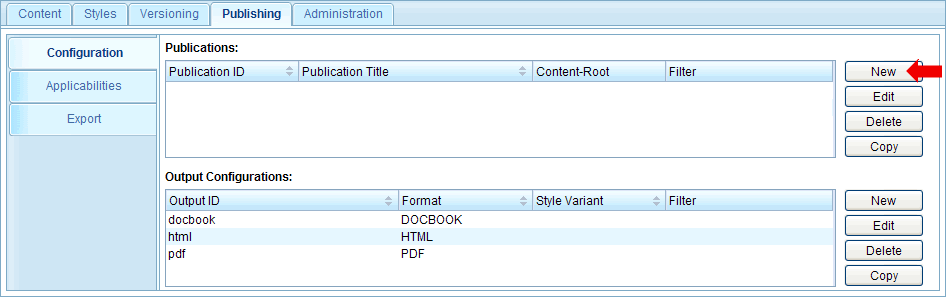 Content Styles Versioning Publishing Administration
Configuration
Applicabilities
Export
Publications:
Publication ID Publication Title Content-Root Filter
New
Edit
Delete
Copy
Output Configurations:
Output ID Format Style Variant Filter
docbook DOCBOOK
html HTML
pdf PDF
New
Edit
Delete
Copy